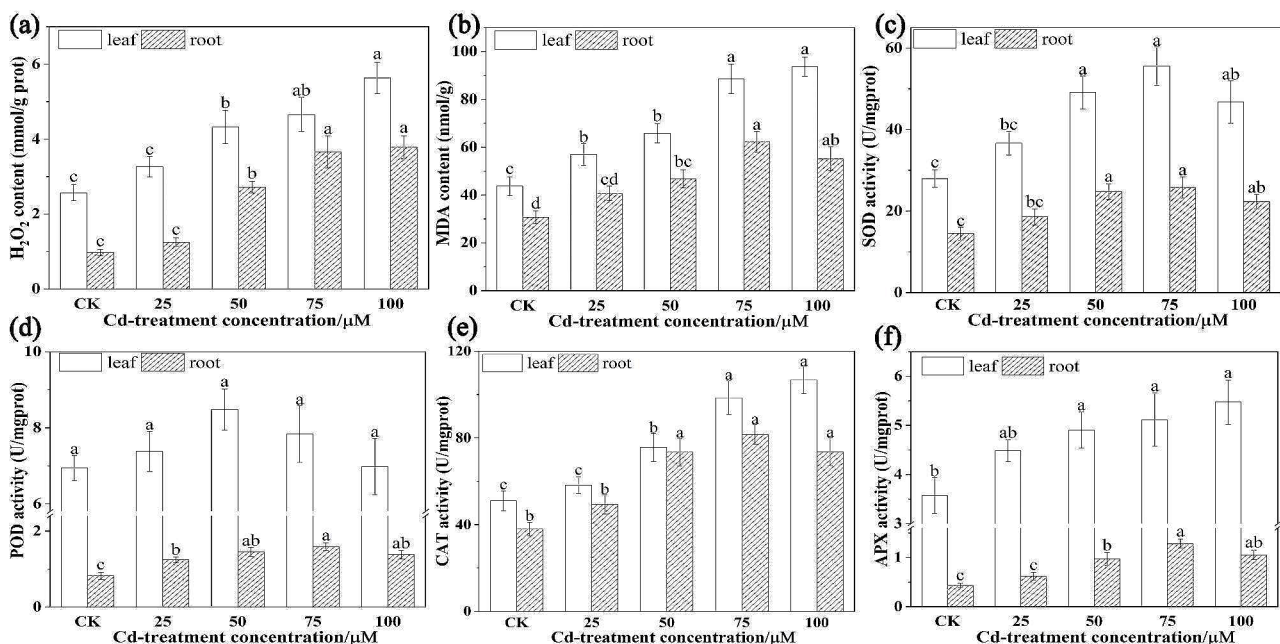 (a)
leaf root
H2O2 content (mmol/g prot)
6
4
2
0
c c b ab a
c c b a a
CK 25 50 75 100
Cd-treatment concentration/μM
(b)
leaf root
MDA content (nmol/g)
100
80
60
40
20
0
c b b a a
d cd bc a ab
CK 25 50 75 100
Cd-treatment concentration/μM
(c)
leaf root
SOD activity (U/mgprot)
60
40
20
0
c bc a a ab
c bc a a ab
CK 25 50 75 100
Cd-treatment concentration/μM
(d)
leaf root
POD activity (U/mgprot)
10
8
6
2
1
0
a a a a a
c b ab a ab
CK 25 50 75 100
Cd-treatment concentration/μM
(e)
leaf root
CAT activity (U/mgprot)
120
80
40
0
c c b a a
b b a a a
CK 25 50 75 100
Cd-treatment concentration/μM
(f)
leaf root
APX activity (U/mgprot)
6
5
4
3
1
0
b ab a a a
c c b a ab
CK 25 50 75 100
Cd-treatment concentration/μM